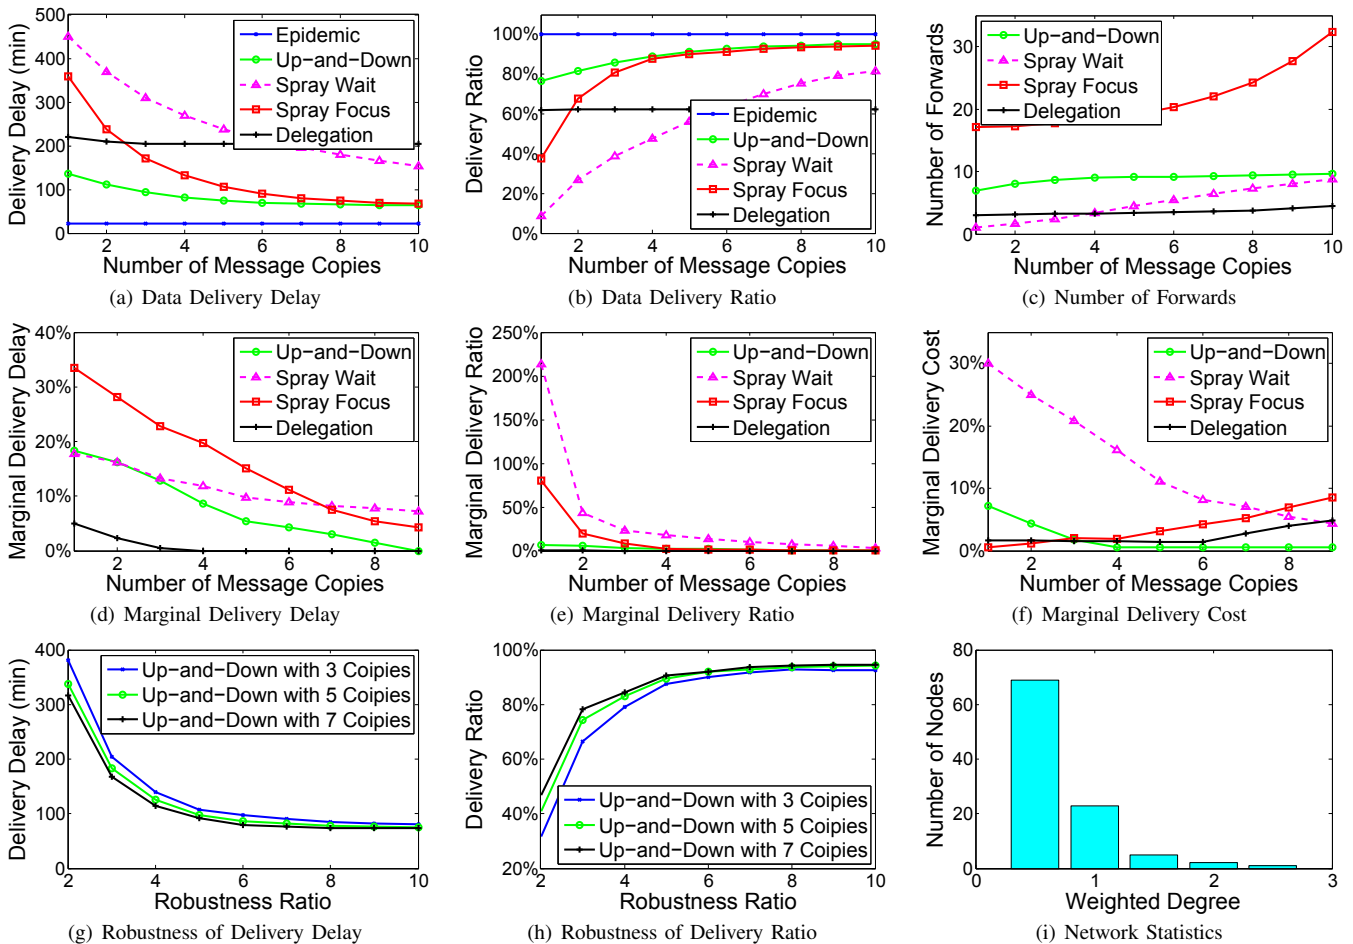 500
400
300
200
100
0
2 4 6 8 10
Delivery Delay (min)
Number of Message Copies
Epidemic
Up-and-Down
Spray Wait
Spray Focus
Delegation
(a) Data Delivery Delay
100%
80%
60%
40%
20%
0%
2 4 6 8 10
Delivery Ratio
Number of Message Copies
Epidemic
Up-and-Down
Spray Wait
Spray Focus
Delegation
(b) Data Delivery Ratio
30
20
10
0
2 4 6 8 10
Number of Forwards
Number of Message Copies
Up-and-Down
Spray Wait
Spray Focus
Delegation
(c) Number of Forwards
40%
30%
20%
10%
0%
2 4 6 8
Marginal Delivery Delay
Number of Message Copies
Up-and-Down
Spray Wait
Spray Focus
Delegation
(d) Marginal Delivery Delay
250%
200%
150%
100%
50%
0%
2 4 6 8
Marginal Delivery Ratio
Number of Message Copies
Up-and-Down
Spray Wait
Spray Focus
Delegation
(e) Marginal Delivery Ratio
30%
20%
10%
0%
2 4 6 8
Marginal Delivery Cost
Number of Message Copies
Up-and-Down
Spray Wait
Spray Focus
Delegation
(f) Marginal Delivery Cost
400
300
200
100
0
2 4 6 8 10
Delivery Delay (min)
Robustness Ratio
Up-and-Down with 3 Coipies
Up-and-Down with 5 Coipies
Up-and-Down with 7 Coipies
(g) Robustness of Delivery Delay
100%
80%
60%
40%
20%
2 4 6 8 10
Delivery Ratio
Robustness Ratio
Up-and-Down with 3 Coipies
Up-and-Down with 5 Coipies
Up-and-Down with 7 Coipies
(h) Robustness of Delivery Ratio
80
60
40
20
0
0 1 2 3
Number of Nodes
Weighted Degree
(i) Network Statistics